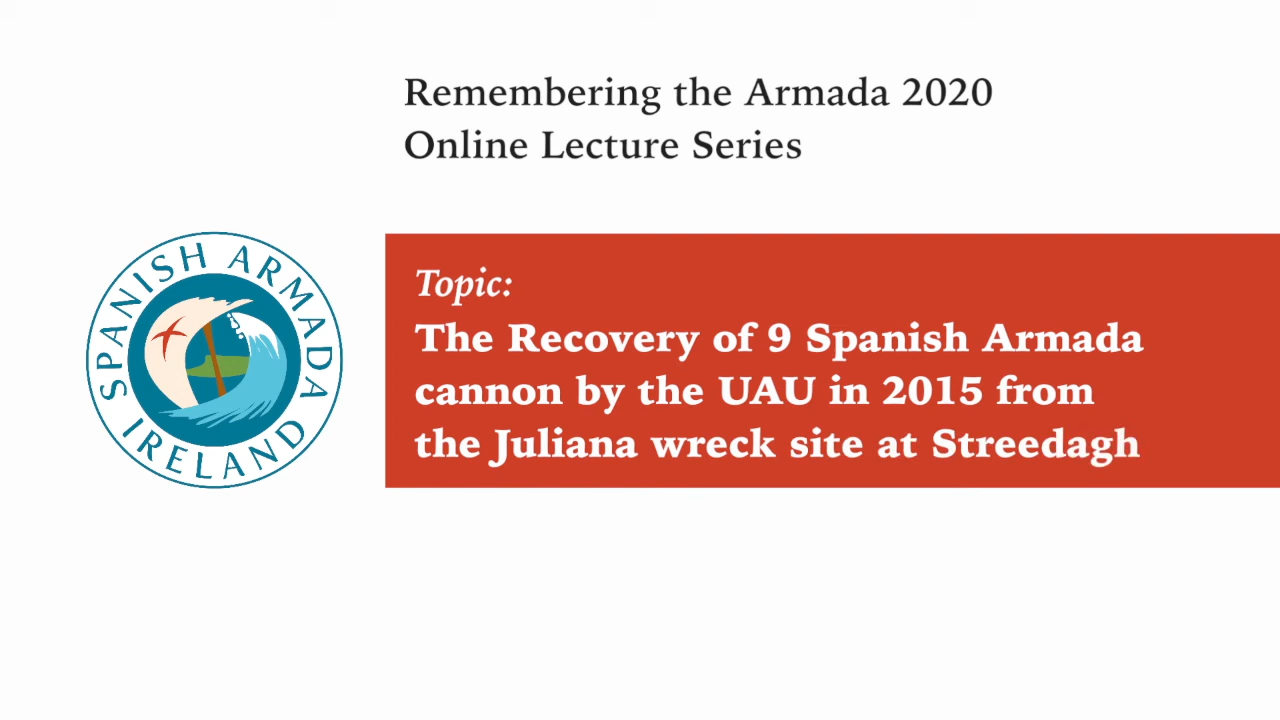 Remembering the Armada 2020
Online Lecture Series
SPANISH ARMADA
IRELAND
Topic:
The Recovery of 9 Spanish Armada
cannon by the UAU in 2015 from
the Juliana wreck site at Streedagh